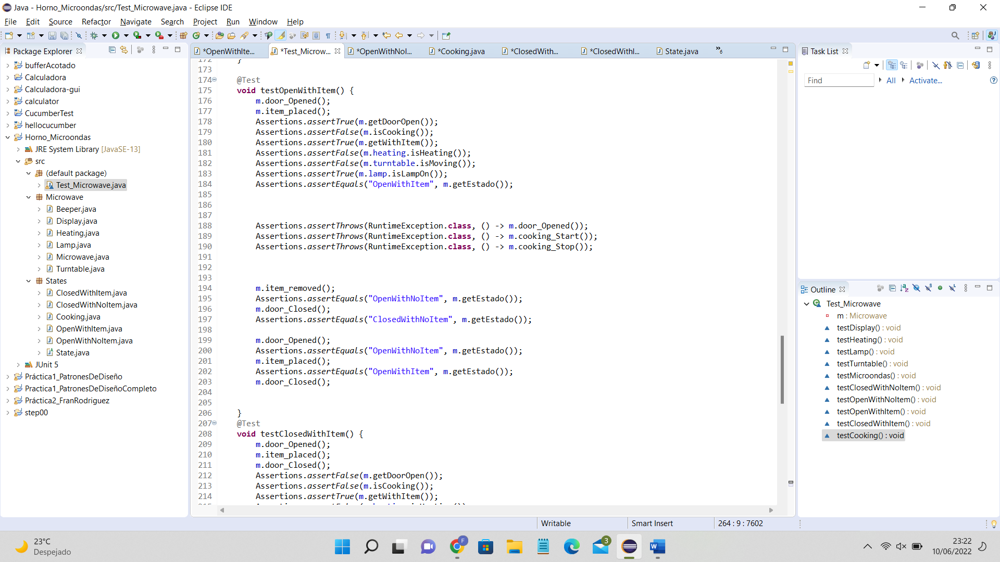 Java - Horno_Microondas/src/Test_Microwave.java - Eclipse IDE
File Edit Source Refactor Navigate Search Project Run Window Help
Package Explorer
bufferAcotado
Calculadora
Calculadora-gui
calculator
CucumberTest
hellocucumber
Horno_Microondas
JRE System Library [JavaSE-13]
src
(default package)
Test_Microwave.java
Microwave
Beeper.java
Display.java
Heating.java
Lamp.java
Microwave.java
Turntable.java
States
ClosedWithItem.java
ClosedWithNoItem.java
Cooking.java
OpenWithItem.java
OpenWithNoItem.java
State.java
JUnit 5
Práctica1_PatronesDeDiseño
Practica1_PatronesDeDiseñoCompleto
Práctica2_FranRodriguez
step00
*OpenWithIte... *Test_Microw... *OpenWithNoI... *Cooking.java *ClosedWith... *ClosedWithI... State.java »6
172 }
173
174 @Test
175 void testOpenWithItem() {
176 m.door_Opened();
177 m.item_placed();
178 Assertions.assertTrue(m.getDoorOpen());
179 Assertions.assertFalse(m.isCooking());
180 Assertions.assertTrue(m.getWithItem());
181 Assertions.assertFalse(m.heating.isHeating());
182 Assertions.assertFalse(m.turntable.isMoving());
183 Assertions.assertTrue(m.lamp.isLampOn());
184 Assertions.assertEquals("OpenWithItem", m.getEstado());
185
186
187
188 Assertions.assertThrows(RuntimeException.class, () -> m.door_Opened());
189 Assertions.assertThrows(RuntimeException.class, () -> m.cooking_Start());
190 Assertions.assertThrows(RuntimeException.class, () -> m.cooking_Stop());
191
192
193
194 m.item_removed();
195 Assertions.assertEquals("OpenWithNoItem", m.getEstado());
196 m.door_Closed();
197 Assertions.assertEquals("ClosedWithNoItem", m.getEstado());
198
199 m.door_Opened();
200 Assertions.assertEquals("OpenWithNoItem", m.getEstado());
201 m.item_placed();
202 Assertions.assertEquals("OpenWithItem", m.getEstado());
203 m.door_Closed();
204
205
206 }
207 @Test
208 void testClosedWithItem() {
209 m.door_Opened();
210 m.item_placed();
211 m.door_Closed();
212 Assertions.assertFalse(m.getDoorOpen());
213 Assertions.assertFalse(m.isCooking());
214 Assertions.assertTrue(m.getWithItem());
Task List
Find All Activate...
Outline
Test_Microwave
m : Microwave
testDisplay() : void
testHeating() : void
testLamp() : void
testTurntable() : void
testMicroondas() : void
testClosedWithNoItem() : void
testOpenWithNoItem() : void
testOpenWithItem() : void
testClosedWithItem() : void
testCooking() : void
Writable Smart Insert 264 : 9 : 7602
23°C
Despejado
F
3
23:22
10/06/2022